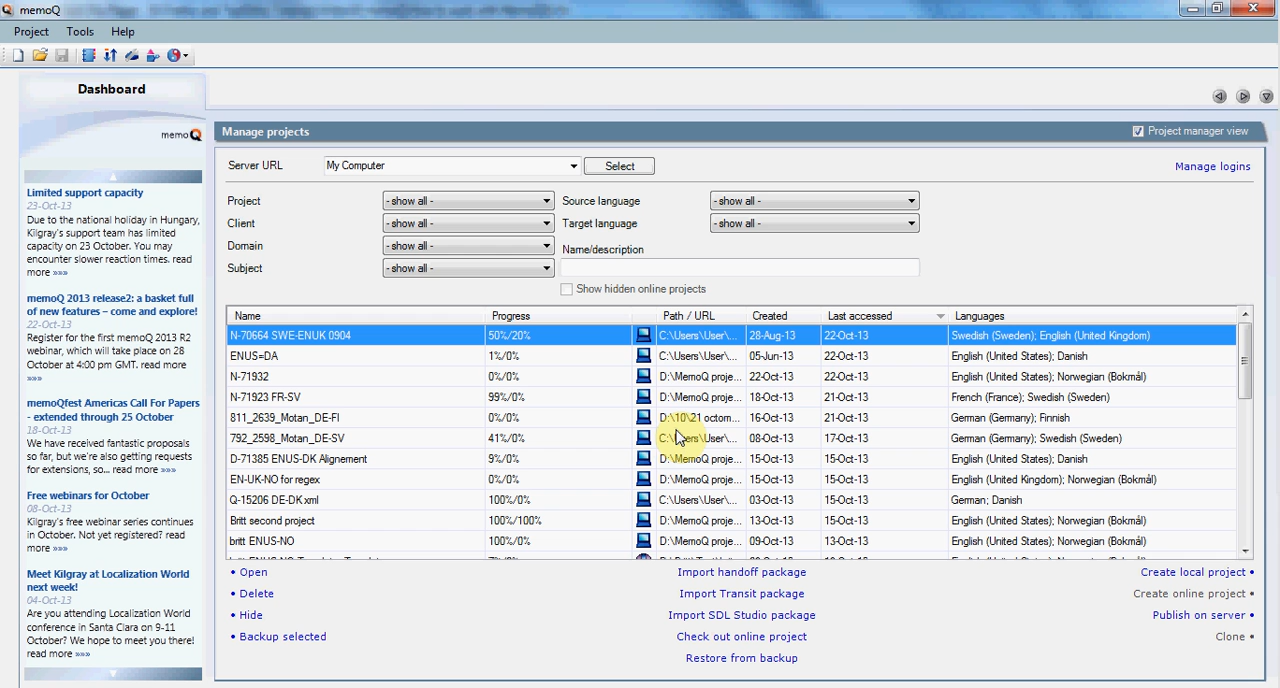 memoQ
Project Tools Help
Dashboard
memoQ
Manage projects
Project manager view
Server URL My Computer Select Manage logins
Project - show all - Source language - show all -
Client - show all - Target language - show all -
Domain - show all - Name/description
Subject - show all -
Show hidden online projects
Name Progress Path / URL Created Last accessed Languages
N-70664 SWE-ENUK 0904 50%/20% C:\Users\User\... 28-Aug-13 22-Oct-13 Swedish (Sweden); English (United Kingdom)
ENUS=DA 1%/0% C:\Users\User\... 05-Jun-13 22-Oct-13 English (United States); Danish
N-71932 0%/0% D:\MemoQ proje... 22-Oct-13 22-Oct-13 English (United States); Norwegian (Bokmål)
N-71923 FR-SV 99%/0% D:\MemoQ proje... 18-Oct-13 21-Oct-13 French (France); Swedish (Sweden)
811_2639_Motan_DE-FI 0%/0% D:\10\21 octom... 16-Oct-13 21-Oct-13 German (Germany); Finnish
792_2598_Motan_DE-SV 41%/0% C:\Users\User\... 08-Oct-13 17-Oct-13 German (Germany); Swedish (Sweden)
D-71385 ENUS-DK Alignement 9%/0% D:\MemoQ proje... 15-Oct-13 15-Oct-13 English (United States); Danish
EN-UK-NO for regex 0%/0% D:\MemoQ proje... 15-Oct-13 15-Oct-13 English (United Kingdom); Norwegian (Bokmål)
Q-15206 DE-DK xml 100%/0% C:\Users\User\... 03-Oct-13 15-Oct-13 German; Danish
Britt second project 100%/100% D:\MemoQ proje... 13-Oct-13 15-Oct-13 English (United States); Norwegian (Bokmål)
britt ENUS-NO 100%/0% D:\MemoQ proje... 09-Oct-13 13-Oct-13 English (United States); Norwegian (Bokmål)
• Open Import handoff package Create local project •
• Delete Import Transit package Create online project •
• Hide Import SDL Studio package Publish on server •
• Backup selected Check out online project Clone •
Restore from backup
Limited support capacity
23-Oct-13
Due to the national holiday in Hungary,
Kilgray's support team has limited
capacity on 23 October. You may
encounter slower reaction times. read
more »»»
memoQ 2013 release2: a basket full
of new features – come and explore!
22-Oct-13
Register for the first memoQ 2013 R2
webinar, which will take place on 28
October at 4:00 pm GMT. read more
»»»
memoQfest Americas Call For Papers
- extended through 25 October
18-Oct-13
We have received fantastic proposals
so far, but we're also getting requests
for extensions, so... read more »»»
Free webinars for October
08-Oct-13
Kilgray's free webinar series continues
in October. Not yet registered? read
more »»»
Meet Kilgray at Localization World
next week!
04-Oct-13
Are you attending Localization World
conference in Santa Clara on 9-11
October? We hope to meet you there!
read more »»»